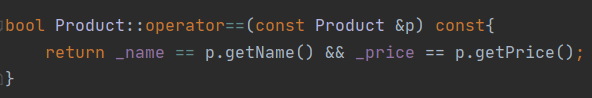 bool Product::operator==(const Product &p) const{
    return _name == p.getName() && _price == p.getPrice();
}